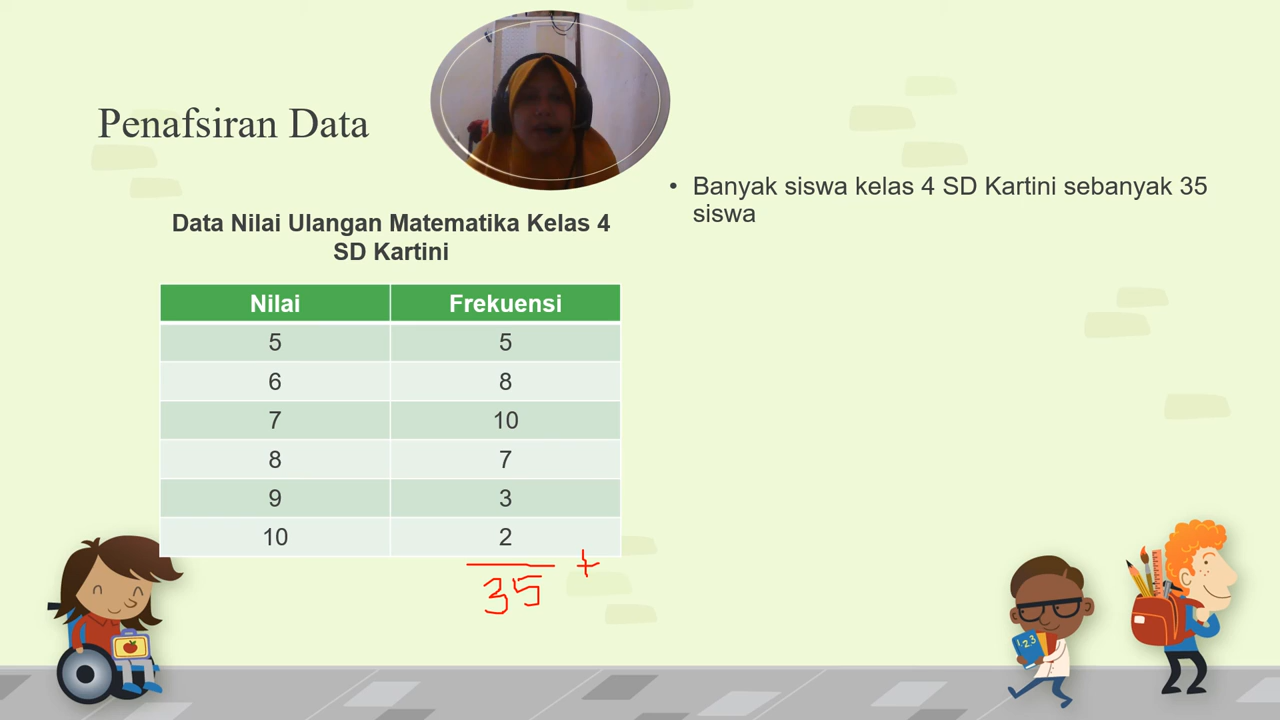 Penafsiran Data
Data Nilai Ulangan Matematika Kelas 4
SD Kartini
Nilai Frekuensi
5 5
6 8
7 10
8 7
9 3
10 2
+
35
• Banyak siswa kelas 4 SD Kartini sebanyak 35
siswa
123